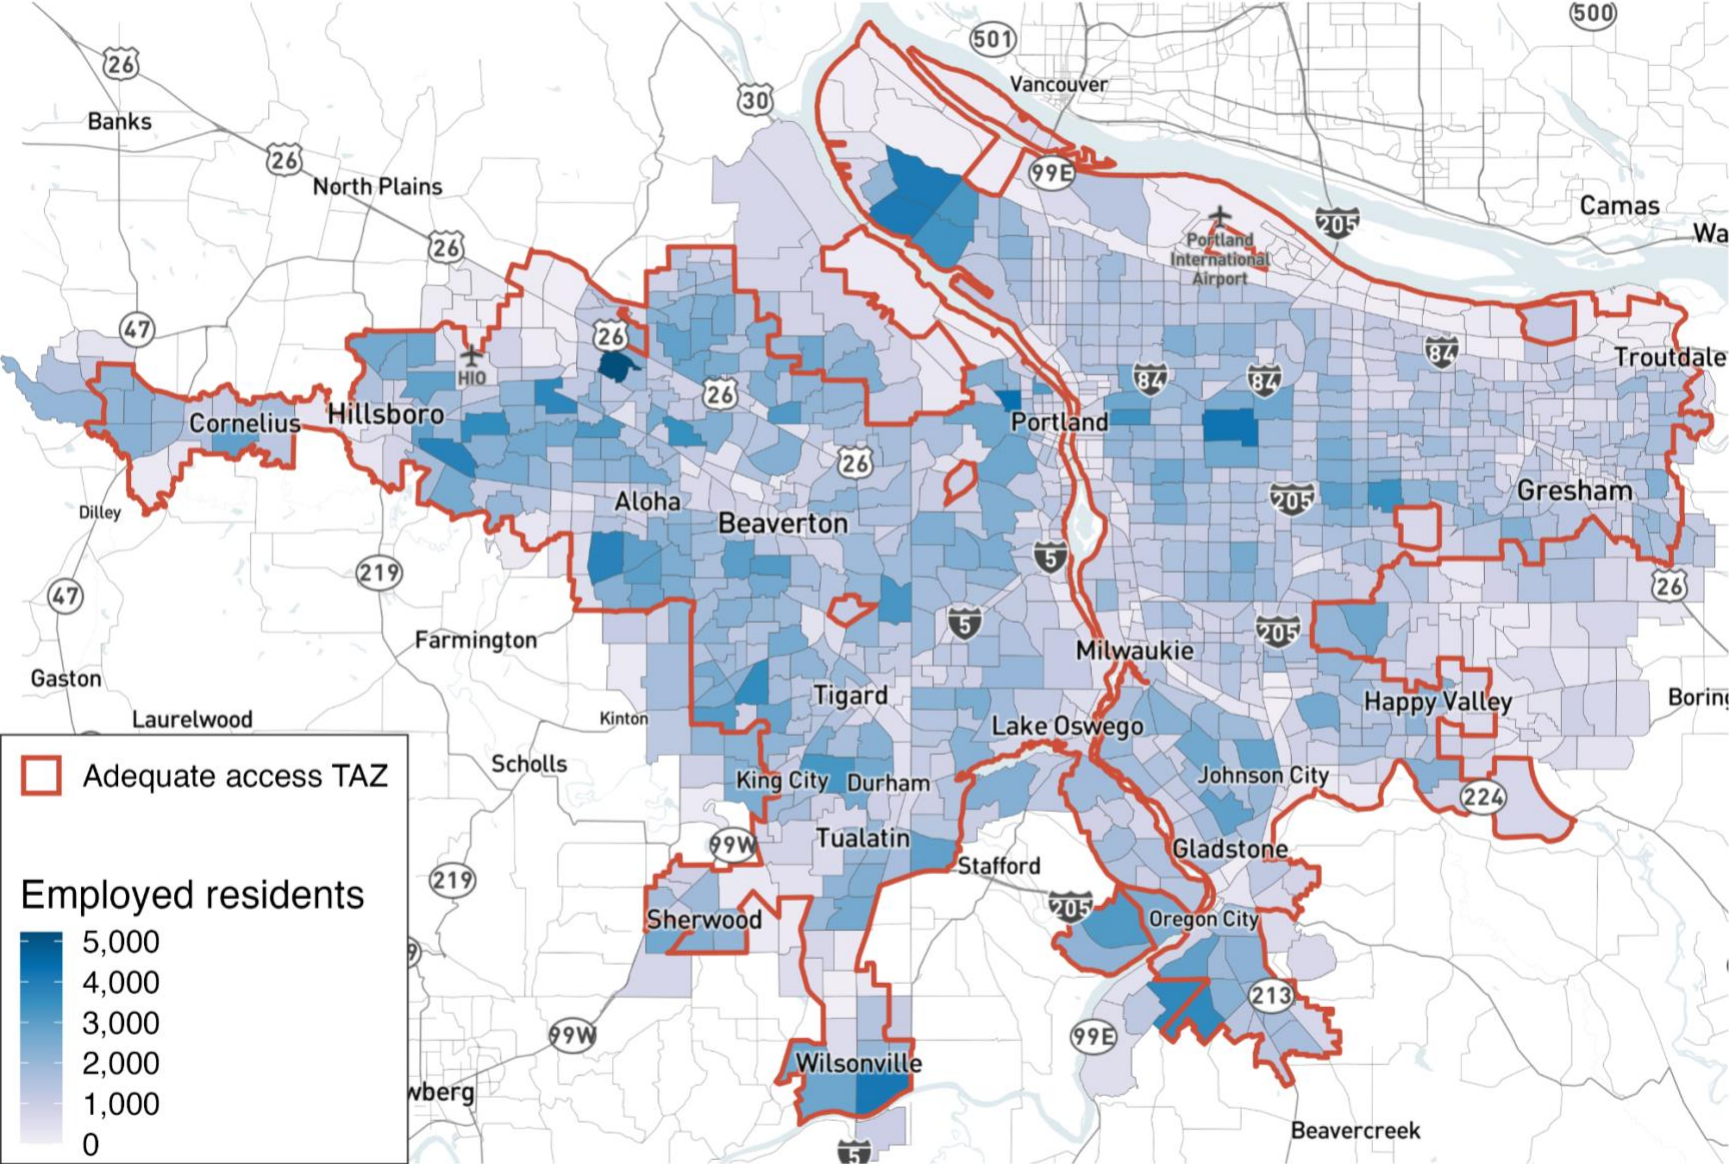 500
501
26
Vancouver
30
Banks
26
99E
North Plains
Camas
205
26
Portland
International
Airport
47
26
84
Troutdale
HIO
84
84
26
Hillsboro
Cornelius
Portland
26
Gresham
Aloha
205
Dilley
Beaverton
5
219
26
47
5
205
Farmington
Milwaukie
Gaston
Tigard
Happy Valley
Boring
Laurelwood
Kinton
Lake Oswego
Scholls
King City
Durham
Johnson City
Adequate access TAZ
224
99W
Tualatin
Gladstone
Stafford
219
205
Employed residents
Sherwood
Oregon City
5,000
4,000
213
3,000
99W
99E
2,000
Wilsonville
wberg
1,000
0
Beavercreek
5